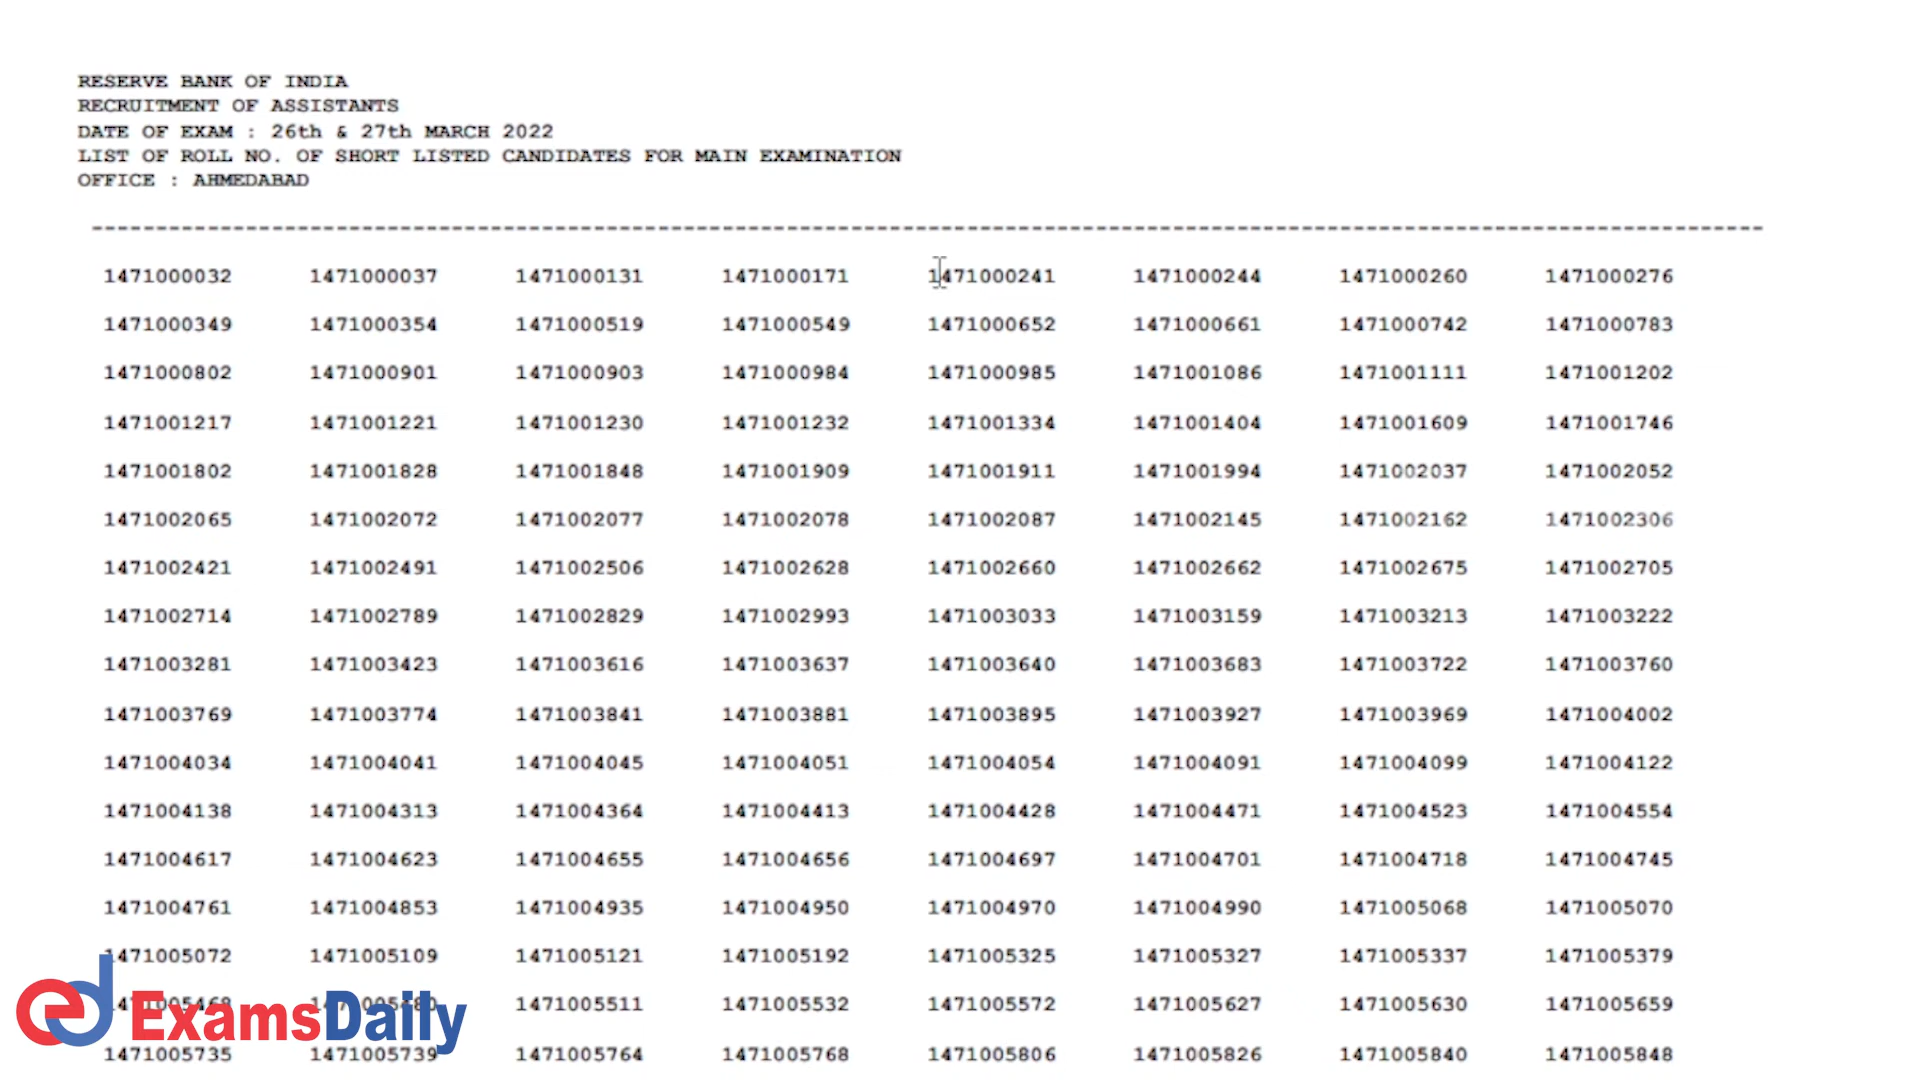 RESERVE BANK OF INDIA
RECRUITMENT OF ASSISTANTS
DATE OF EXAM : 26th & 27th MARCH 2022
LIST OF ROLL NO. OF SHORT LISTED CANDIDATES FOR MAIN EXAMINATION
OFFICE : AHMEDABAD
1471000032 1471000037 1471000131 1471000171 1471000241 1471000244 1471000260 1471000276
1471000349 1471000354 1471000519 1471000549 1471000652 1471000661 1471000742 1471000783
1471000802 1471000901 1471000903 1471000984 1471000985 1471001086 1471001111 1471001202
1471001217 1471001221 1471001230 1471001232 1471001334 1471001404 1471001609 1471001746
1471001802 1471001828 1471001848 1471001909 1471001911 1471001994 1471002037 1471002052
1471002065 1471002072 1471002077 1471002078 1471002087 1471002145 1471002162 1471002306
1471002421 1471002491 1471002506 1471002628 1471002660 1471002662 1471002675 1471002705
1471002714 1471002789 1471002829 1471002993 1471003033 1471003159 1471003213 1471003222
1471003281 1471003423 1471003616 1471003637 1471003640 1471003683 1471003722 1471003760
1471003769 1471003774 1471003841 1471003881 1471003895 1471003927 1471003969 1471004002
1471004034 1471004041 1471004045 1471004051 1471004054 1471004091 1471004099 1471004122
1471004138 1471004313 1471004364 1471004413 1471004428 1471004471 1471004523 1471004554
1471004617 1471004623 1471004655 1471004656 1471004697 1471004701 1471004718 1471004745
1471004761 1471004853 1471004935 1471004950 1471004970 1471004990 1471005068 1471005070
1471005072 1471005109 1471005121 1471005192 1471005325 1471005327 1471005337 1471005379
1471005511 1471005532 1471005572 1471005627 1471005630 1471005659
ExamsDaily
1471005735 1471005739 1471005764 1471005768 1471005806 1471005826 1471005840 1471005848